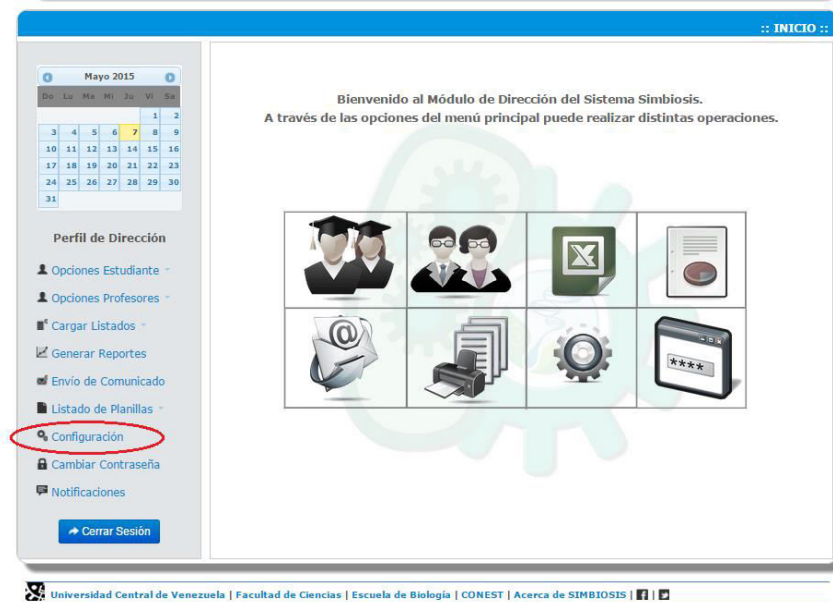 :: INICIO ::
Mayo 2015
Do Lu Ma Mi Ju Vi Sa
1 2
3 4 5 6 7 8 9
10 11 12 13 14 15 16
17 18 19 20 21 22 23
24 25 26 27 28 29 30
31
Perfil de Dirección
Opciones Estudiante
Opciones Profesores
Cargar Listados
Generar Reportes
Envío de Comunicado
Listado de Planillas
Configuración
Cambiar Contraseña
Notificaciones
Cerrar Sesión
Bienvenido al Módulo de Dirección del Sistema Simbiosis.
A través de las opciones del menú principal puede realizar distintas operaciones.
@
****
Universidad Central de Venezuela | Facultad de Ciencias | Escuela de Biología | CONEST | Acerca de SIMBIOSIS | f |